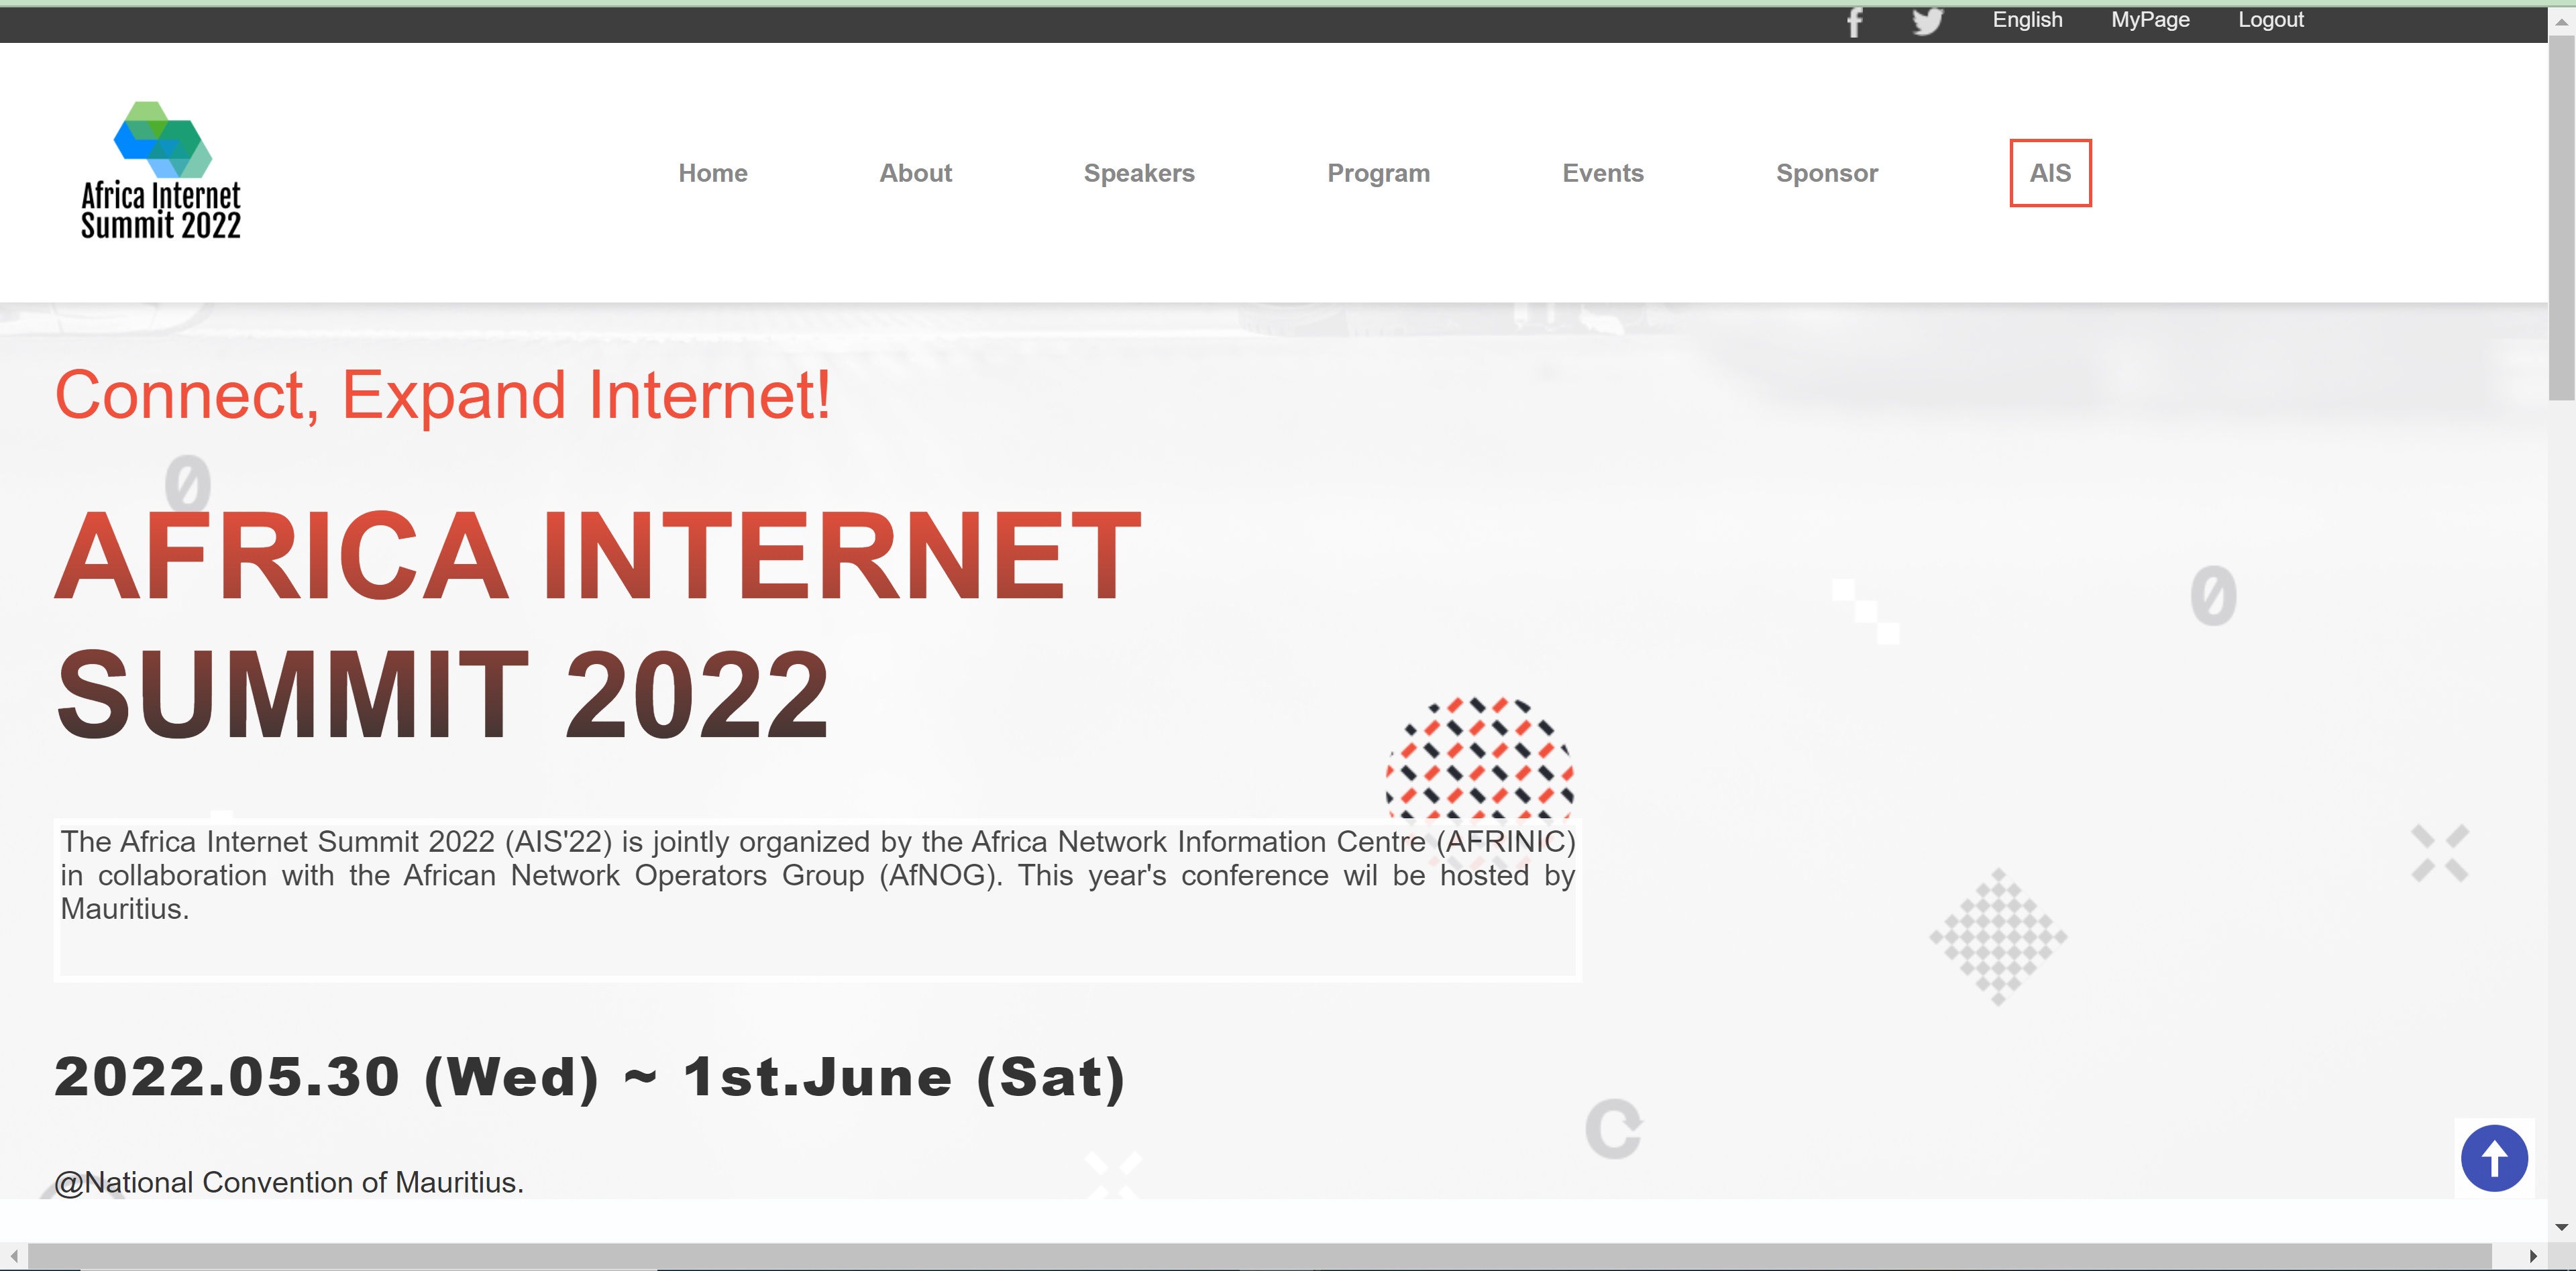 English MyPage Logout
Africa Internet
Summit 2022
Home About Speakers Program Events Sponsor AIS
Connect, Expand Internet!
AFRICA INTERNET
SUMMIT 2022
The Africa Internet Summit 2022 (AIS'22) is jointly organized by the Africa Network Information Centre (AFRINIC)
in collaboration with the African Network Operators Group (AfNOG). This year's conference wil be hosted by
Mauritius.
2022.05.30 (Wed) ~ 1st.June (Sat)
@National Convention of Mauritius.